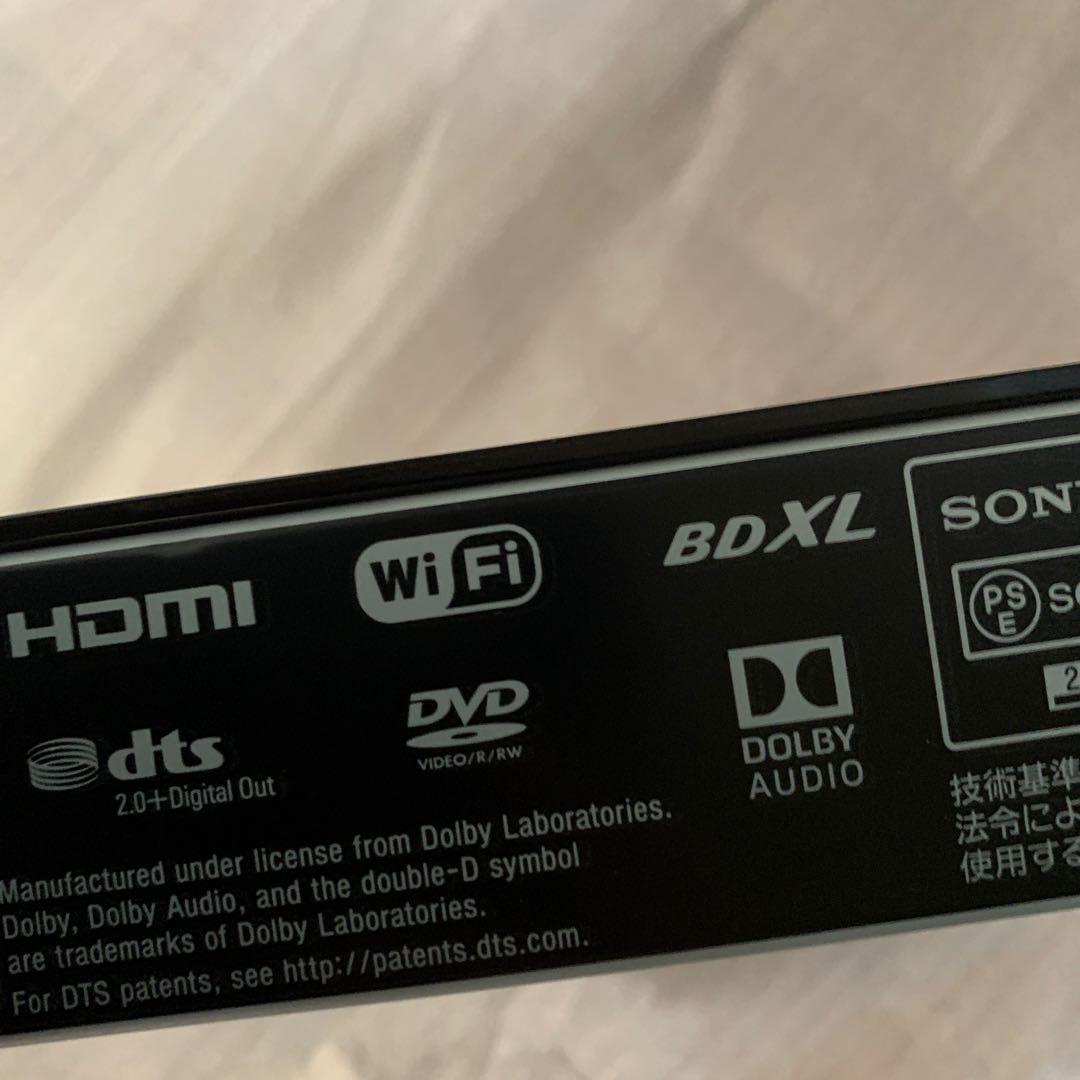 HDMI
WiFi
BDXL
dts
2.0+Digital Out
DVD
VIDEO/R/RW
DOLBY
AUDIO
Manufactured under license from Dolby Laboratories.
Dolby, Dolby Audio, and the double-D symbol
are trademarks of Dolby Laboratories.
For DTS patents, see http://patents.dts.com.
SON
PS
E
2
技術基準
法令によ
使用する